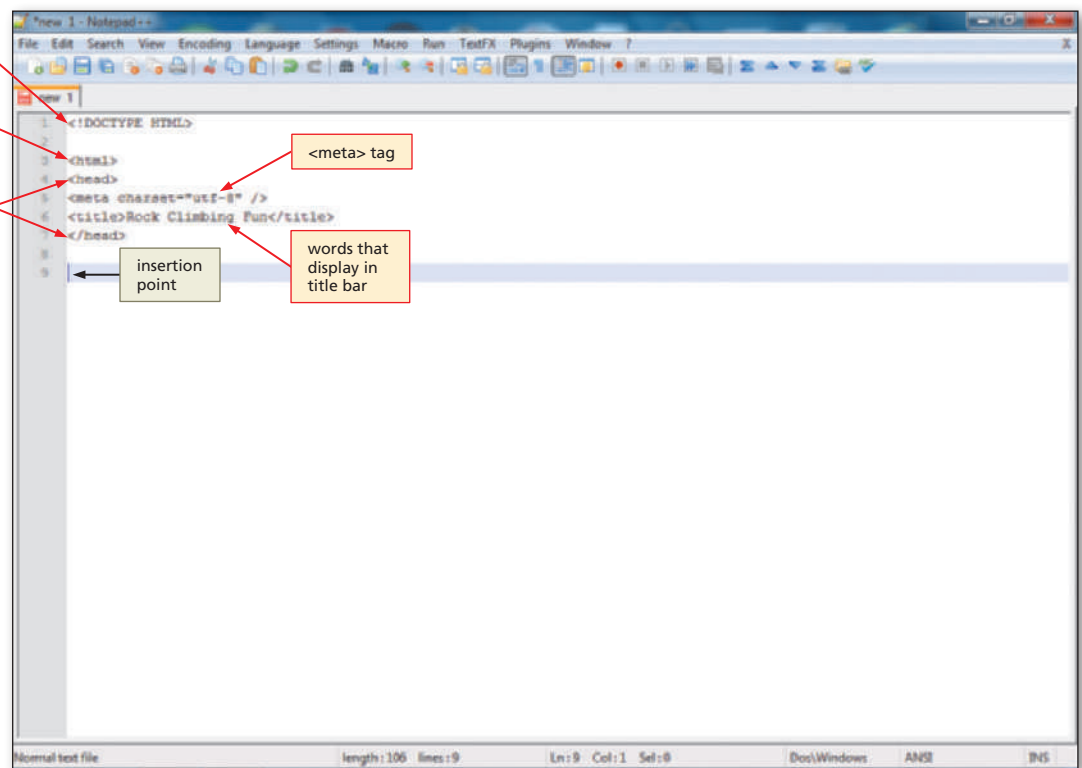 *new 1 - Notepad++
File Edit Search View Encoding Language Settings Macro Run TextFX Plugins Window ? X
new 1
1 <!DOCTYPE HTML>
2
3 <html>
4 <head>
5 <meta charset="utf-8" />
6 <title>Rock Climbing Fun</title>
7 </head>
8
9
<meta> tag
words that
display in
title bar
insertion
point
Normal text file length : 106 lines : 9 Ln : 9 Col : 1 Sel : 0 Dos\Windows ANSI INS